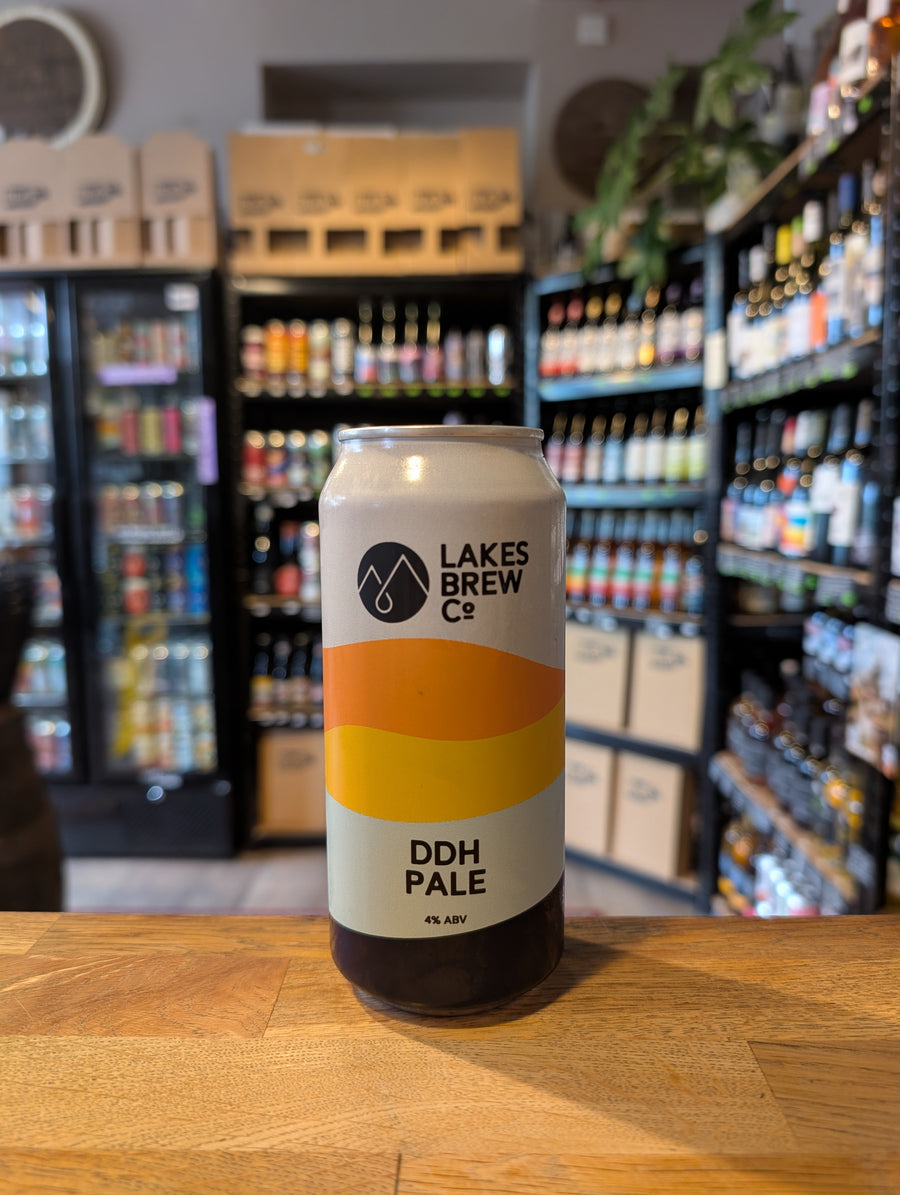 LAKES
BREW
Cº
DDH
PALE
4% ABV